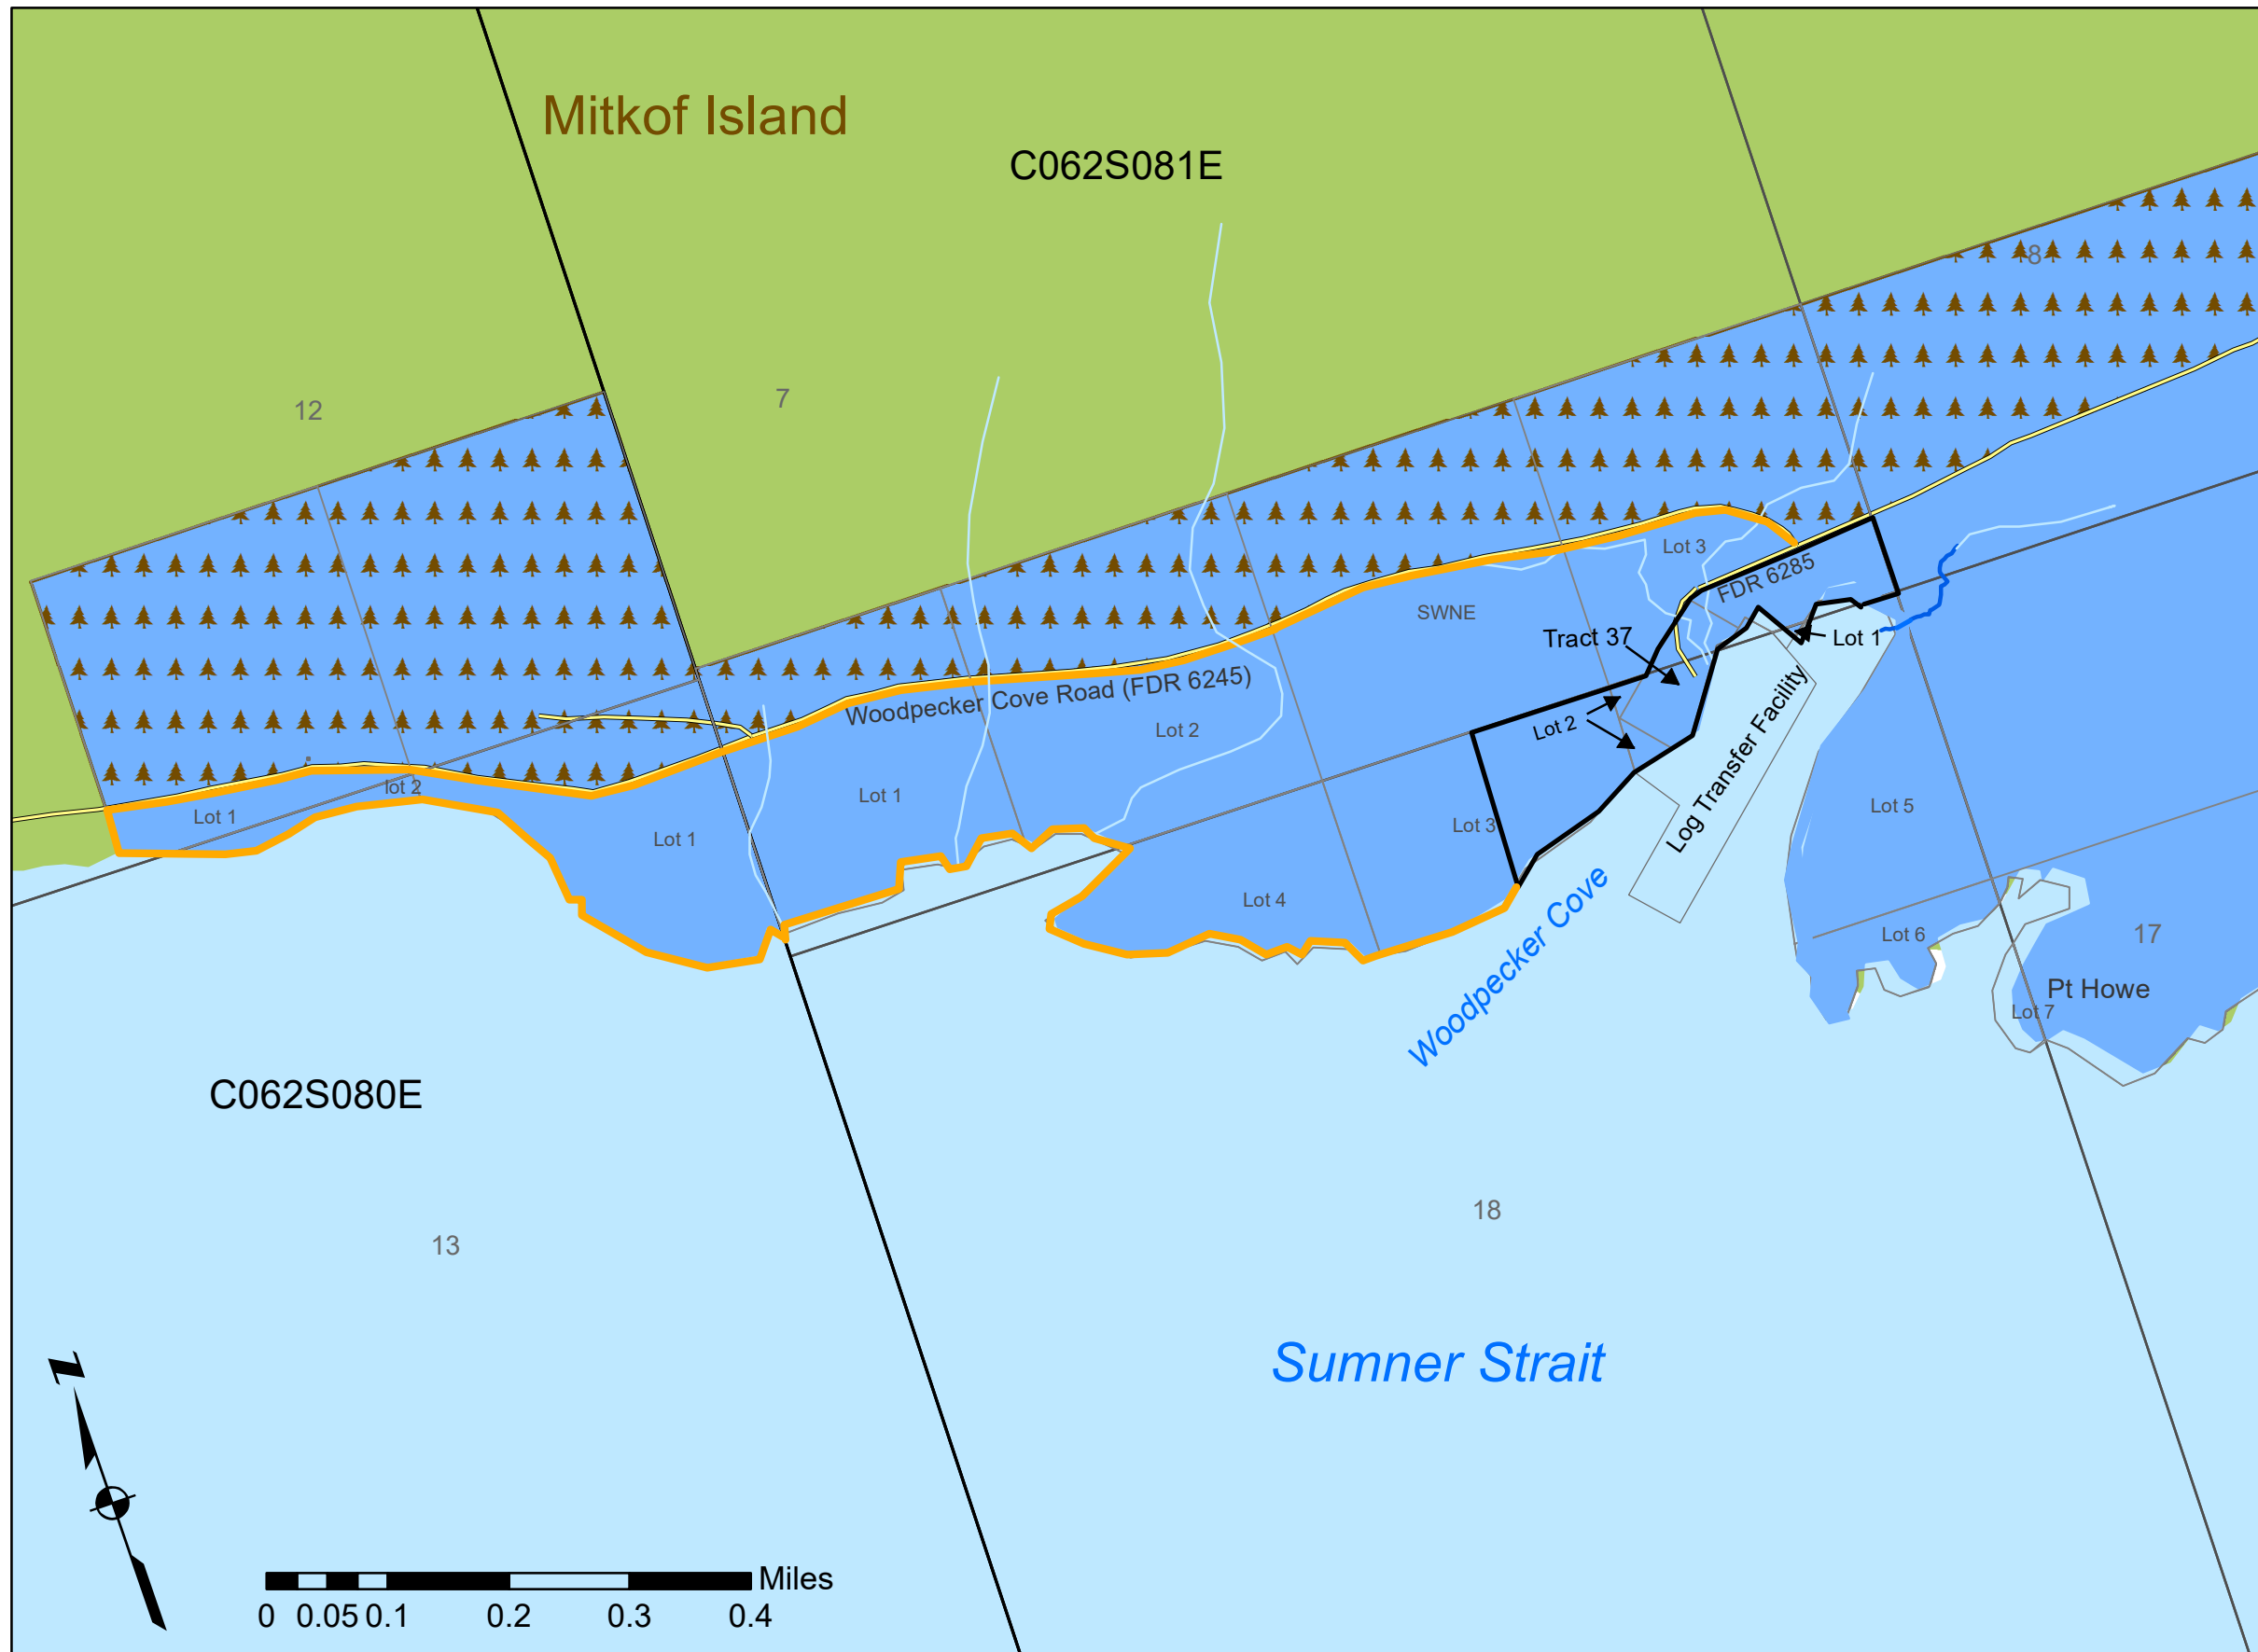 Mitkof Island
C062S081E
8
12
7
Lot 3
FDR 6285
SWNE
Tract 37
Lot 1
Woodpecker Cove Road (FDR 6245)
Lot 2
Lot 2
Log Transfer Facility
lot 2
Lot 1
Lot 1
Lot 1
Lot 3
Lot 5
Lot 4
Woodpecker Cove
Lot 6
17
Pt Howe
Lot 7
C062S080E
18
13
Sumner Strait
N
Miles
0 0.05 0.1 0.2 0.3 0.4